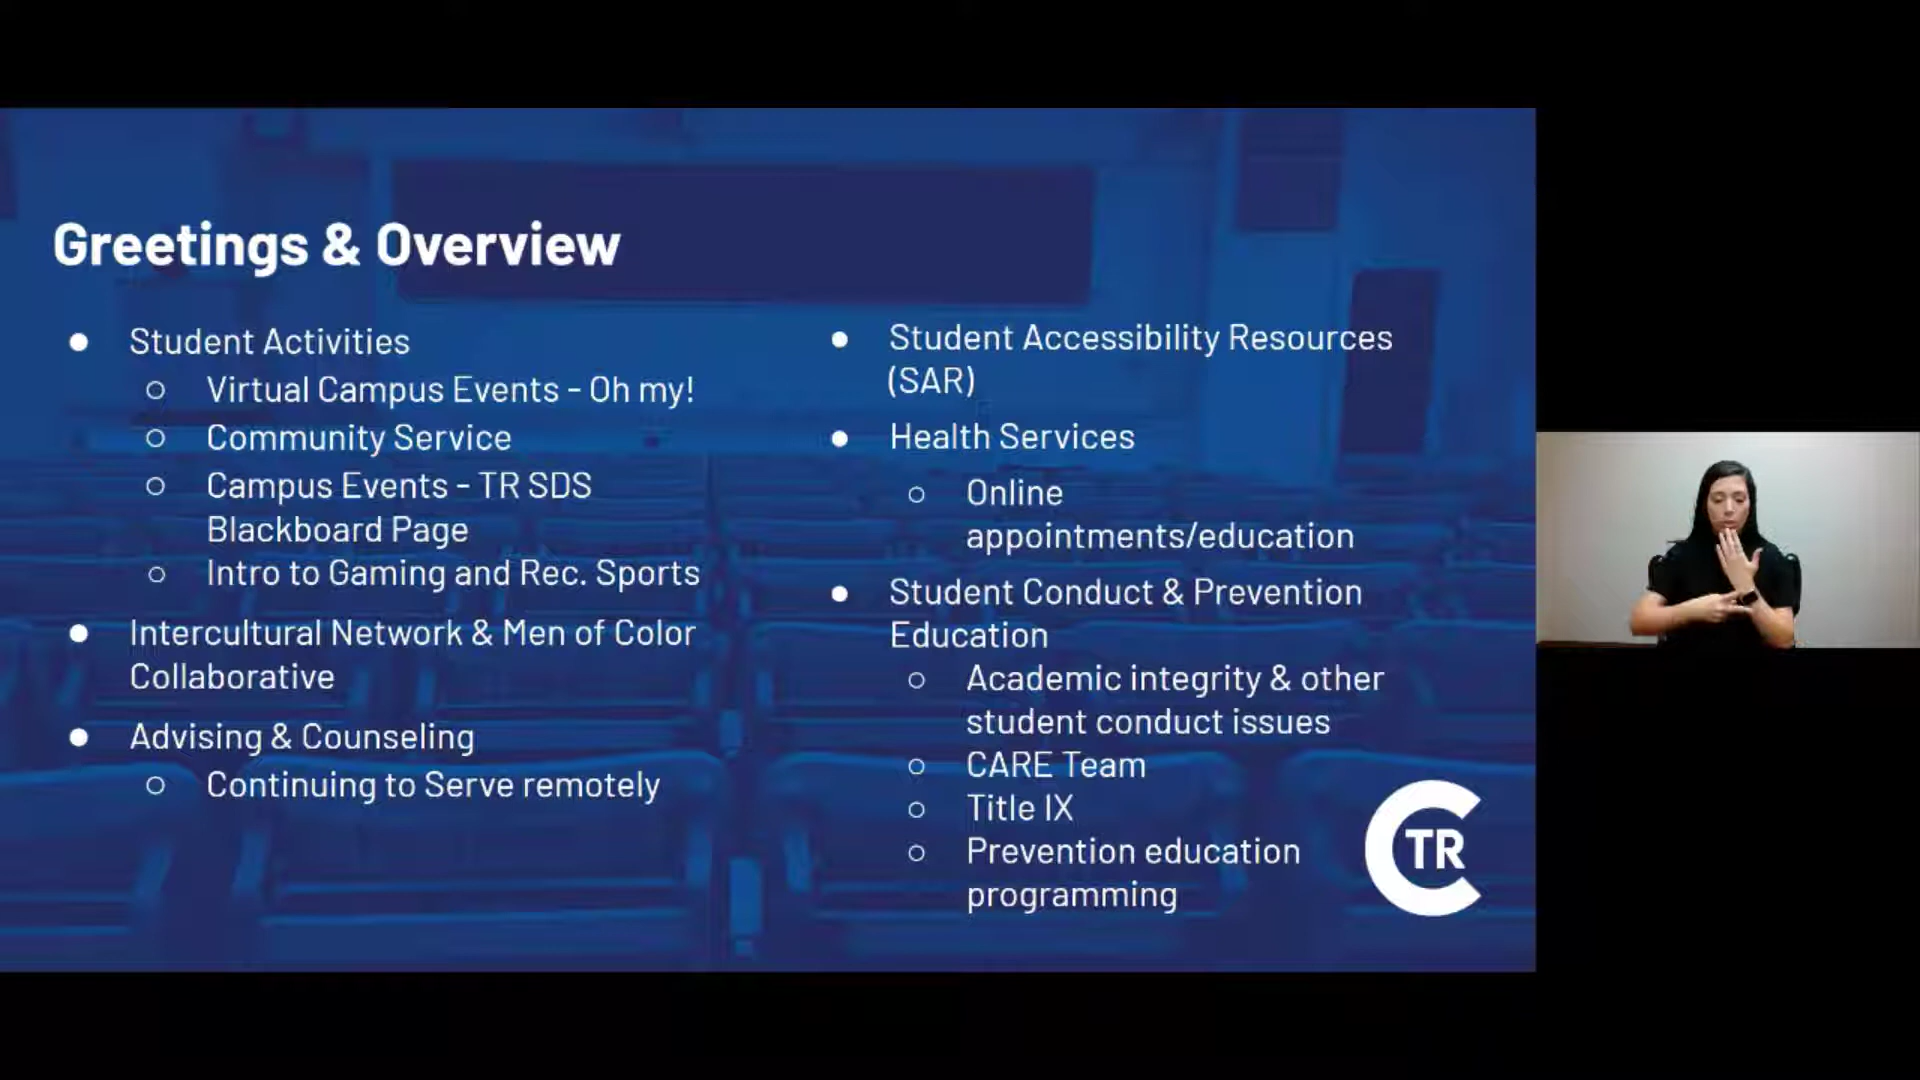 Greetings & Overview
● Student Activities
○ Virtual Campus Events - Oh my!
○ Community Service
○ Campus Events - TR SDS
Blackboard Page
○ Intro to Gaming and Rec. Sports
● Intercultural Network & Men of Color
Collaborative
● Advising & Counseling
○ Continuing to Serve remotely
● Student Accessibility Resources
(SAR)
● Health Services
○ Online
appointments/education
● Student Conduct & Prevention
Education
○ Academic integrity & other
student conduct issues
○ CARE Team
○ Title IX
○ Prevention education
programming
CTR